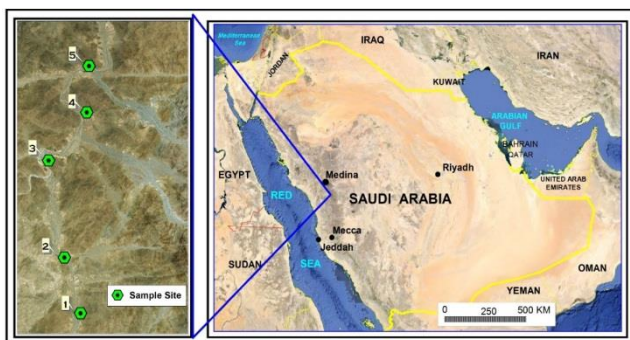 5
4
3
2
1
Sample Site
Mediterranean
Sea
IRAQ
JORDAN
IRAN
KUWAIT
ARABIAN
GULF
BAHRAIN
QATAR
EGYPT
Medina
Riyadh
UNITED ARAB
EMIRATES
RED
SAUDI ARABIA
Mecca
Jeddah
SEA
SUDAN
OMAN
YEMEN
0 250 500 KM